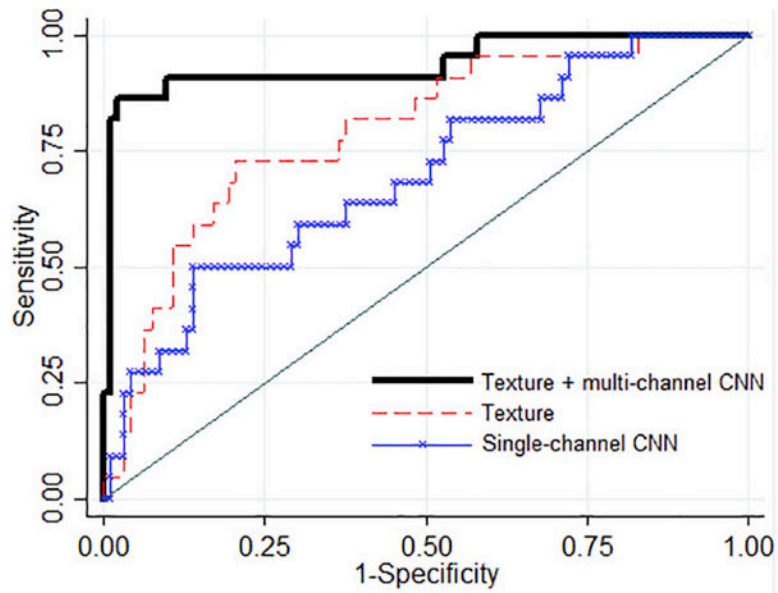 1.00
0.75
0.50
0.25
0.00
Sensitivity
Texture + multi-channel CNN
Texture
Single-channel CNN
0.00 0.25 0.50 0.75 1.00
1-Specificity